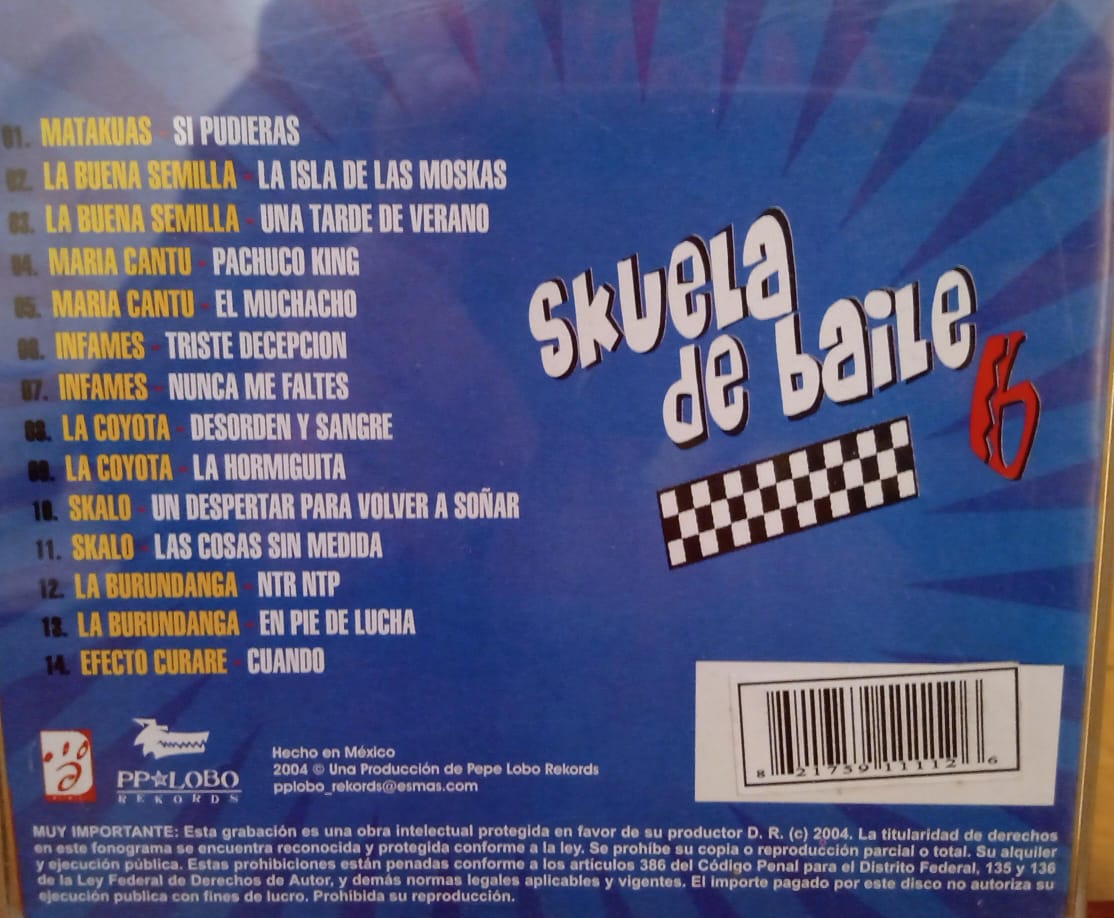 01. MATAKUAS - SI PUDIERAS
02. LA BUENA SEMILLA - LA ISLA DE LAS MOSKAS
03. LA BUENA SEMILLA - UNA TARDE DE VERANO
04. MARIA CANTU - PACHUCO KING
05. MARIA CANTU - EL MUCHACHO
06. INFAMES - TRISTE DECEPCION
07. INFAMES - NUNCA ME FALTES
08. LA COYOTA - DESORDEN Y SANGRE
09. LA COYOTA - LA HORMIGUITA
10. SKALO - UN DESPERTAR PARA VOLVER A SOÑAR
11. SKALO - LAS COSAS SIN MEDIDA
12. LA BURUNDANGA - NTR NTP
13. LA BURUNDANGA - EN PIE DE LUCHA
14. EFECTO CURARE - CUANDO
skuela
de baile 6
PP★LOBO
REKORDS
Hecho en México
2004 © Una Producción de Pepe Lobo Rekords
pplobo_rekords@esmas.com
8 21759 11112 6
MUY IMPORTANTE: Esta grabación es una obra intelectual protegida en favor de su productor D. R. (c) 2004. La titularidad de derechos
en este fonograma se encuentra reconocida y protegida conforme a la ley. Se prohíbe su copia o reproducción parcial o total. Su alquiler
y ejecución pública. Estas prohibiciones están penadas conforme a los artículos 386 del Código Penal para el Distrito Federal, 135 y 136
de la Ley Federal de Derechos de Autor, y demás normas legales aplicables y vigentes. El importe pagado por este disco no autoriza su
ejecución publica con fines de lucro. Prohibida su reproducción.